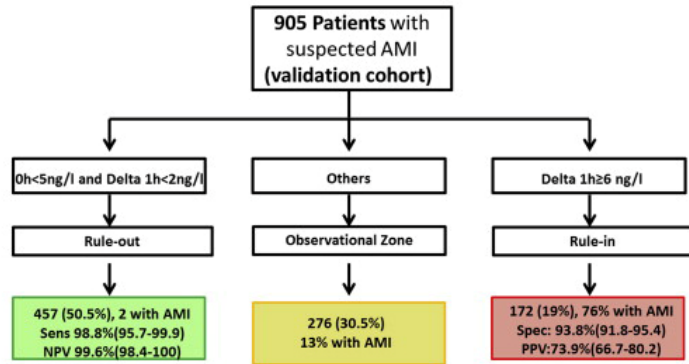 905 Patients with
suspected AMI
(validation cohort)
0h<5ng/l and Delta 1h<2ng/l
Others
Delta 1h≥6 ng/l
Rule-out
Observational Zone
Rule-in
457 (50.5%), 2 with AMI
Sens 98.8%(95.7-99.9)
NPV 99.6%(98.4-100)
276 (30.5%)
13% with AMI
172 (19%), 76% with AMI
Spec: 93.8%(91.8-95.4)
PPV:73.9%(66.7-80.2)